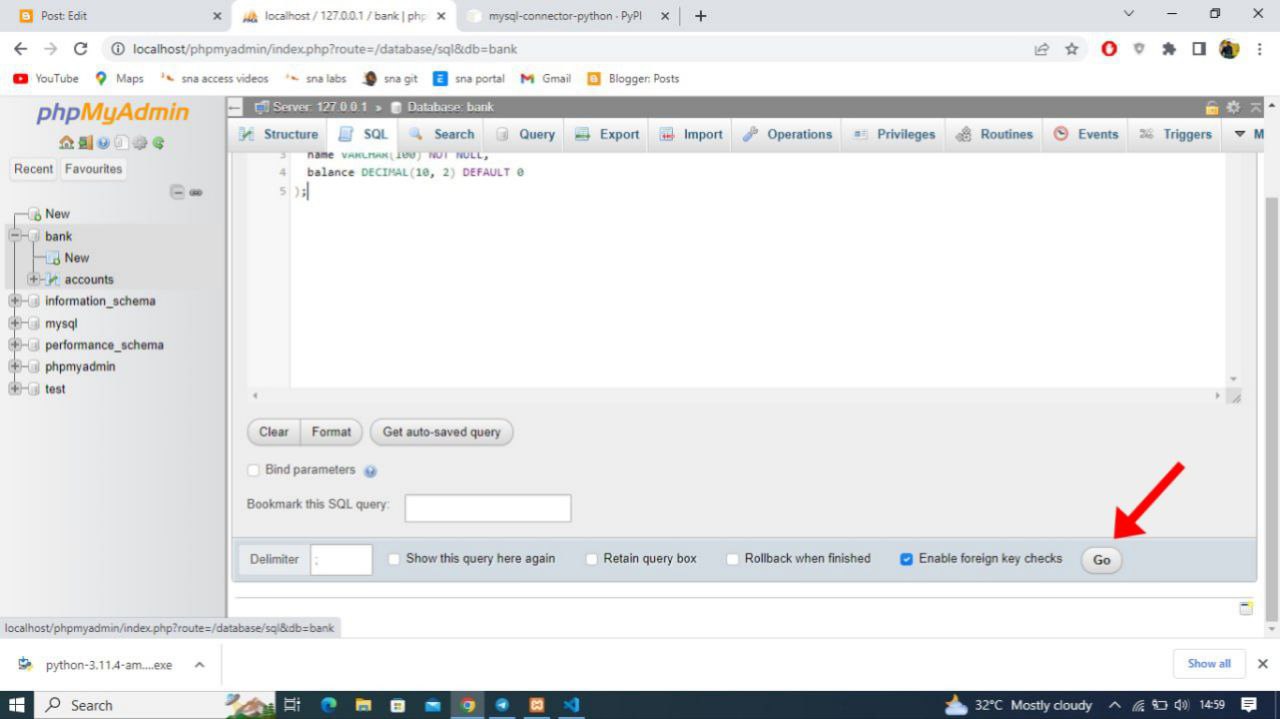 Post: Edit
localhost / 127.0.0.1 / bank | php
mysql-connector-python · PyPI
localhost/phpmyadmin/index.php?route=/database/sql&db=bank
YouTube Maps sna access videos sna labs sna git sna portal Gmail Blogger: Posts
phpMyAdmin
Recent Favourites
New
bank
New
accounts
information_schema
mysql
performance_schema
phpmyadmin
test
Server: 127.0.0.1 » Database: bank
Structure SQL Search Query Export Import Operations Privileges Routines Events Triggers M
3 name VARCHAR(100) NOT NULL,
4 balance DECIMAL(10, 2) DEFAULT 0
5 );
Clear Format Get auto-saved query
Bind parameters
Bookmark this SQL query:
Delimiter ; Show this query here again Retain query box Rollback when finished Enable foreign key checks Go
localhost/phpmyadmin/index.php?route=/database/sql&db=bank
python-3.11.4-am....exe
Show all
Search
32°C Mostly cloudy
14:59